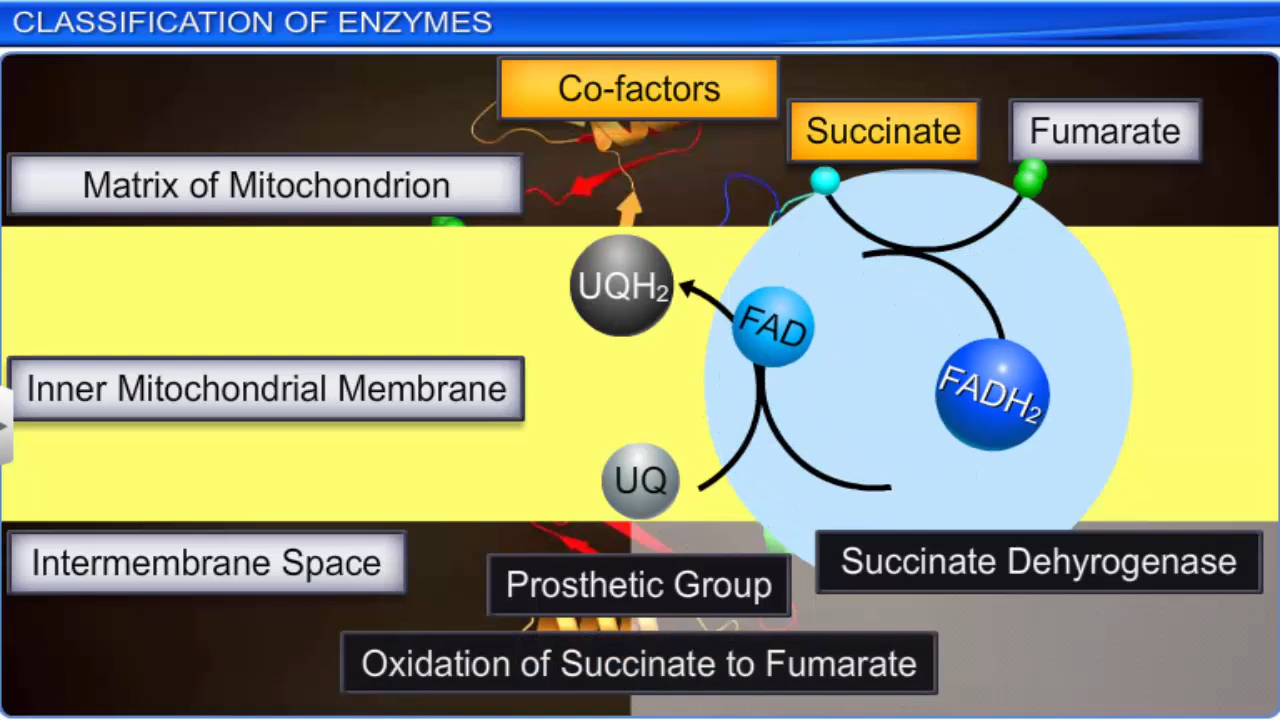 CLASSIFICATION OF ENZYMES
Co-factors
Succinate
Fumarate
Matrix of Mitochondrion
UQH₂
FAD
FADH₂
Inner Mitochondrial Membrane
UQ
Intermembrane Space
Prosthetic Group
Succinate Dehyrogenase
Oxidation of Succinate to Fumarate